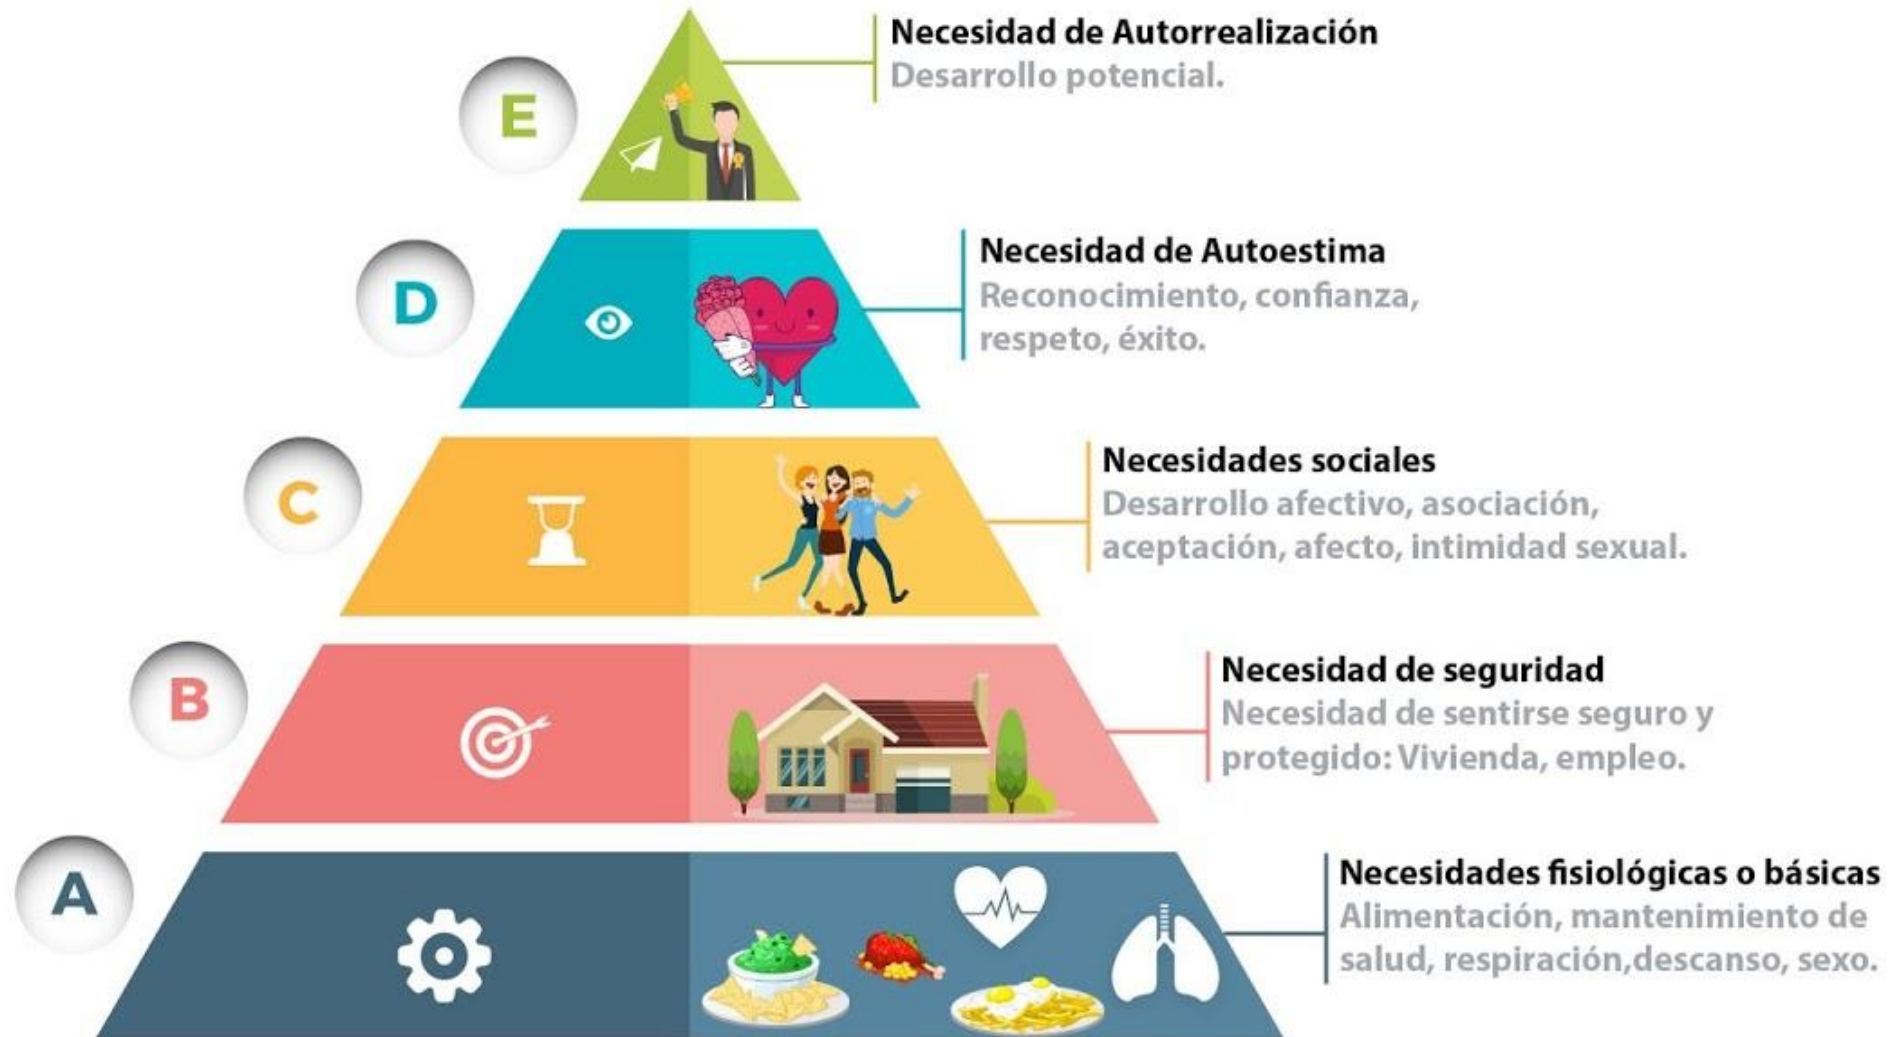 E
Necesidad de Autorrealización
Desarrollo potencial.
D
Necesidad de Autoestima
Reconocimiento, confianza,
respeto, éxito.
C
Necesidades sociales
Desarrollo afectivo, asociación,
aceptación, afecto, intimidad sexual.
B
Necesidad de seguridad
Necesidad de sentirse seguro y
protegido: Vivienda, empleo.
A
Necesidades fisiológicas o básicas
Alimentación, mantenimiento de
salud, respiración,descanso, sexo.